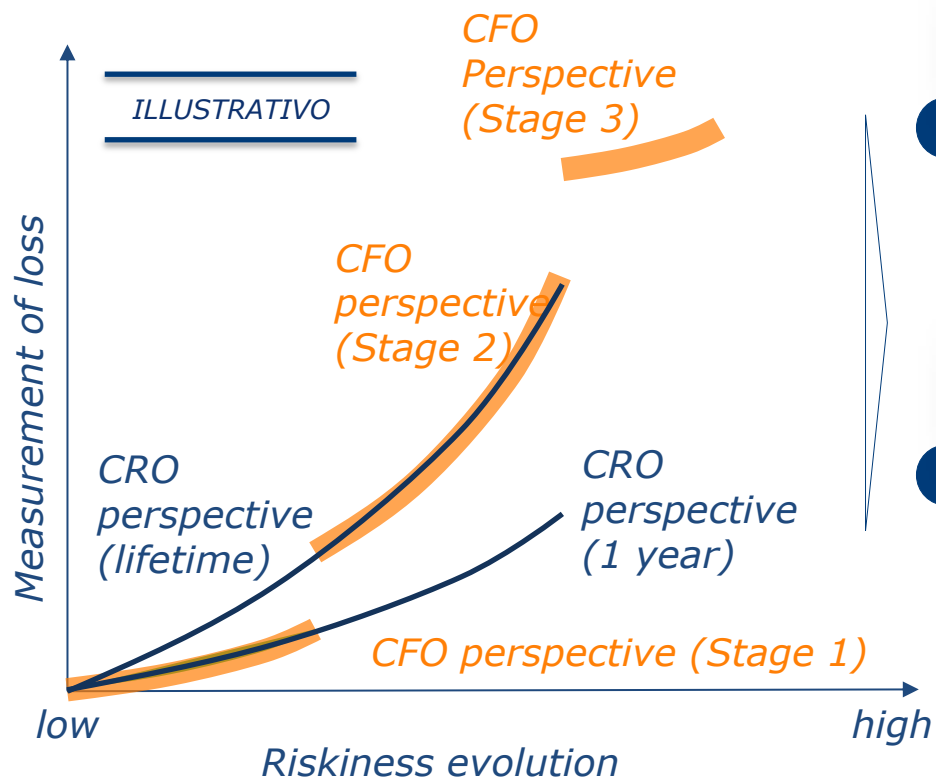 CFO
Perspective
(Stage 3)
ILLUSTRATIVO
Measurement of loss
CFO
perspective
(Stage 2)
CRO
perspective
(lifetime)
CRO
perspective
(1 year)
CFO perspective (Stage 1)
low
high
Riskiness evolution